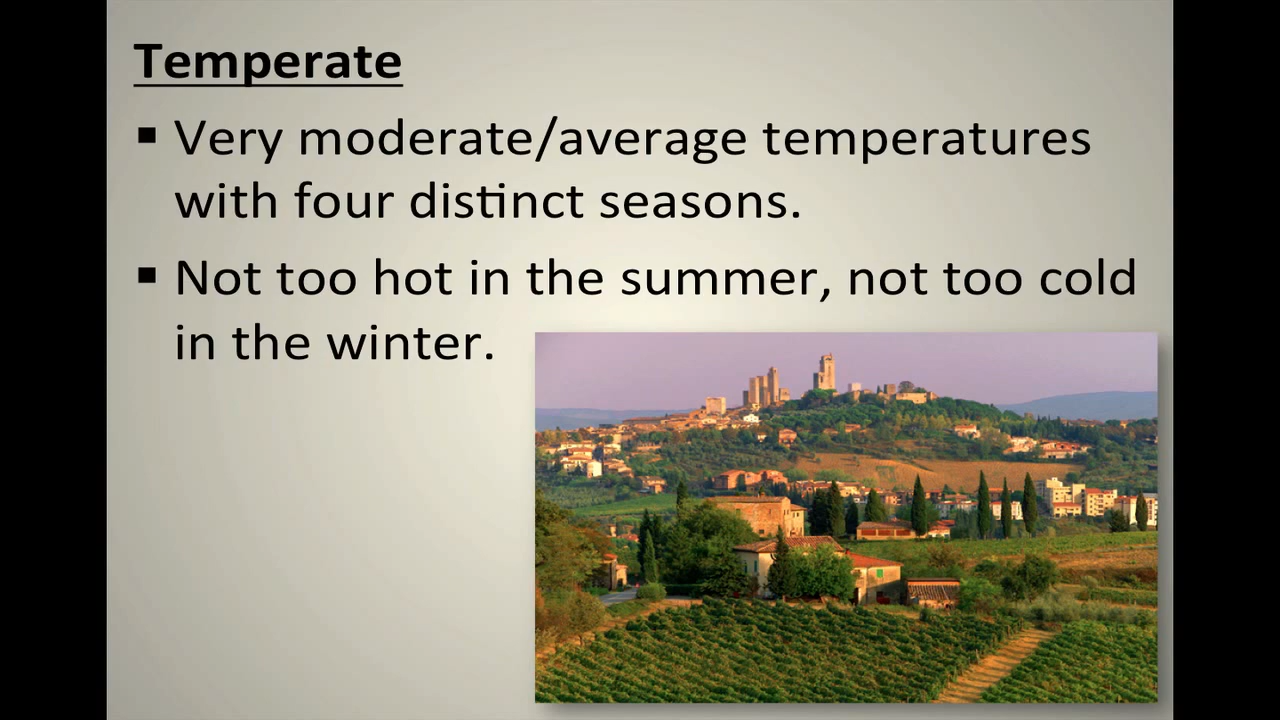 Temperate
▪ Very moderate/average temperatures
with four distinct seasons.
▪ Not too hot in the summer, not too cold
in the winter.